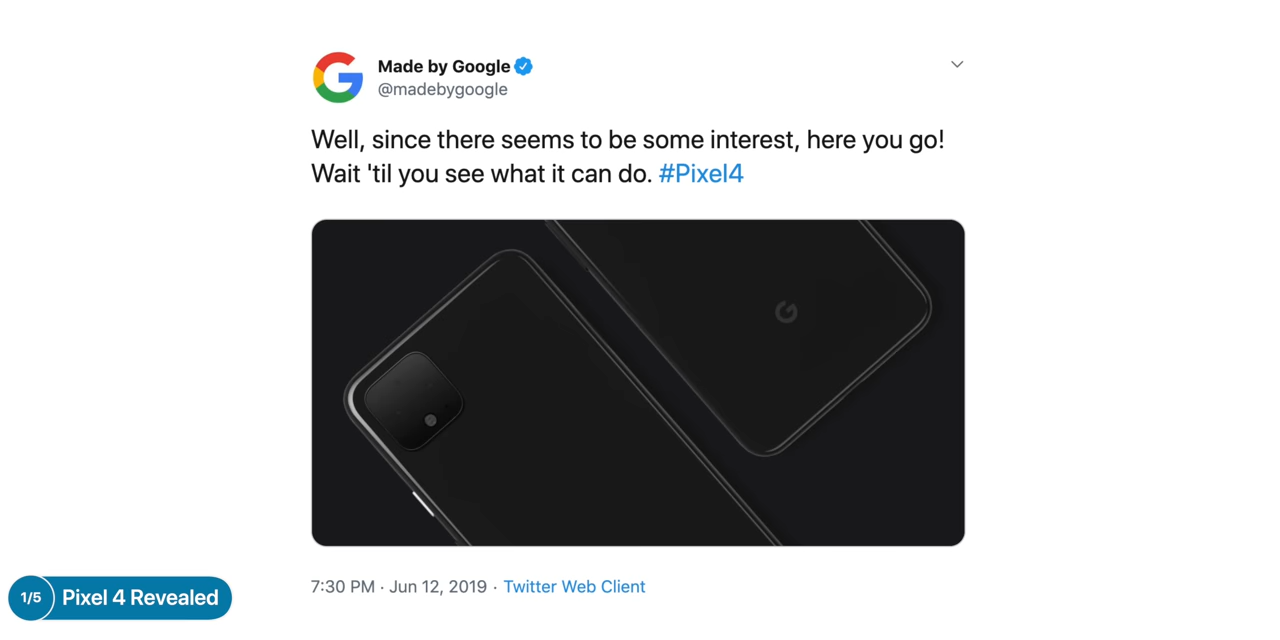 Made by Google
@madebygoogle
Well, since there seems to be some interest, here you go!
Wait 'til you see what it can do. #Pixel4
7:30 PM · Jun 12, 2019 · Twitter Web Client
1/5 Pixel 4 Revealed